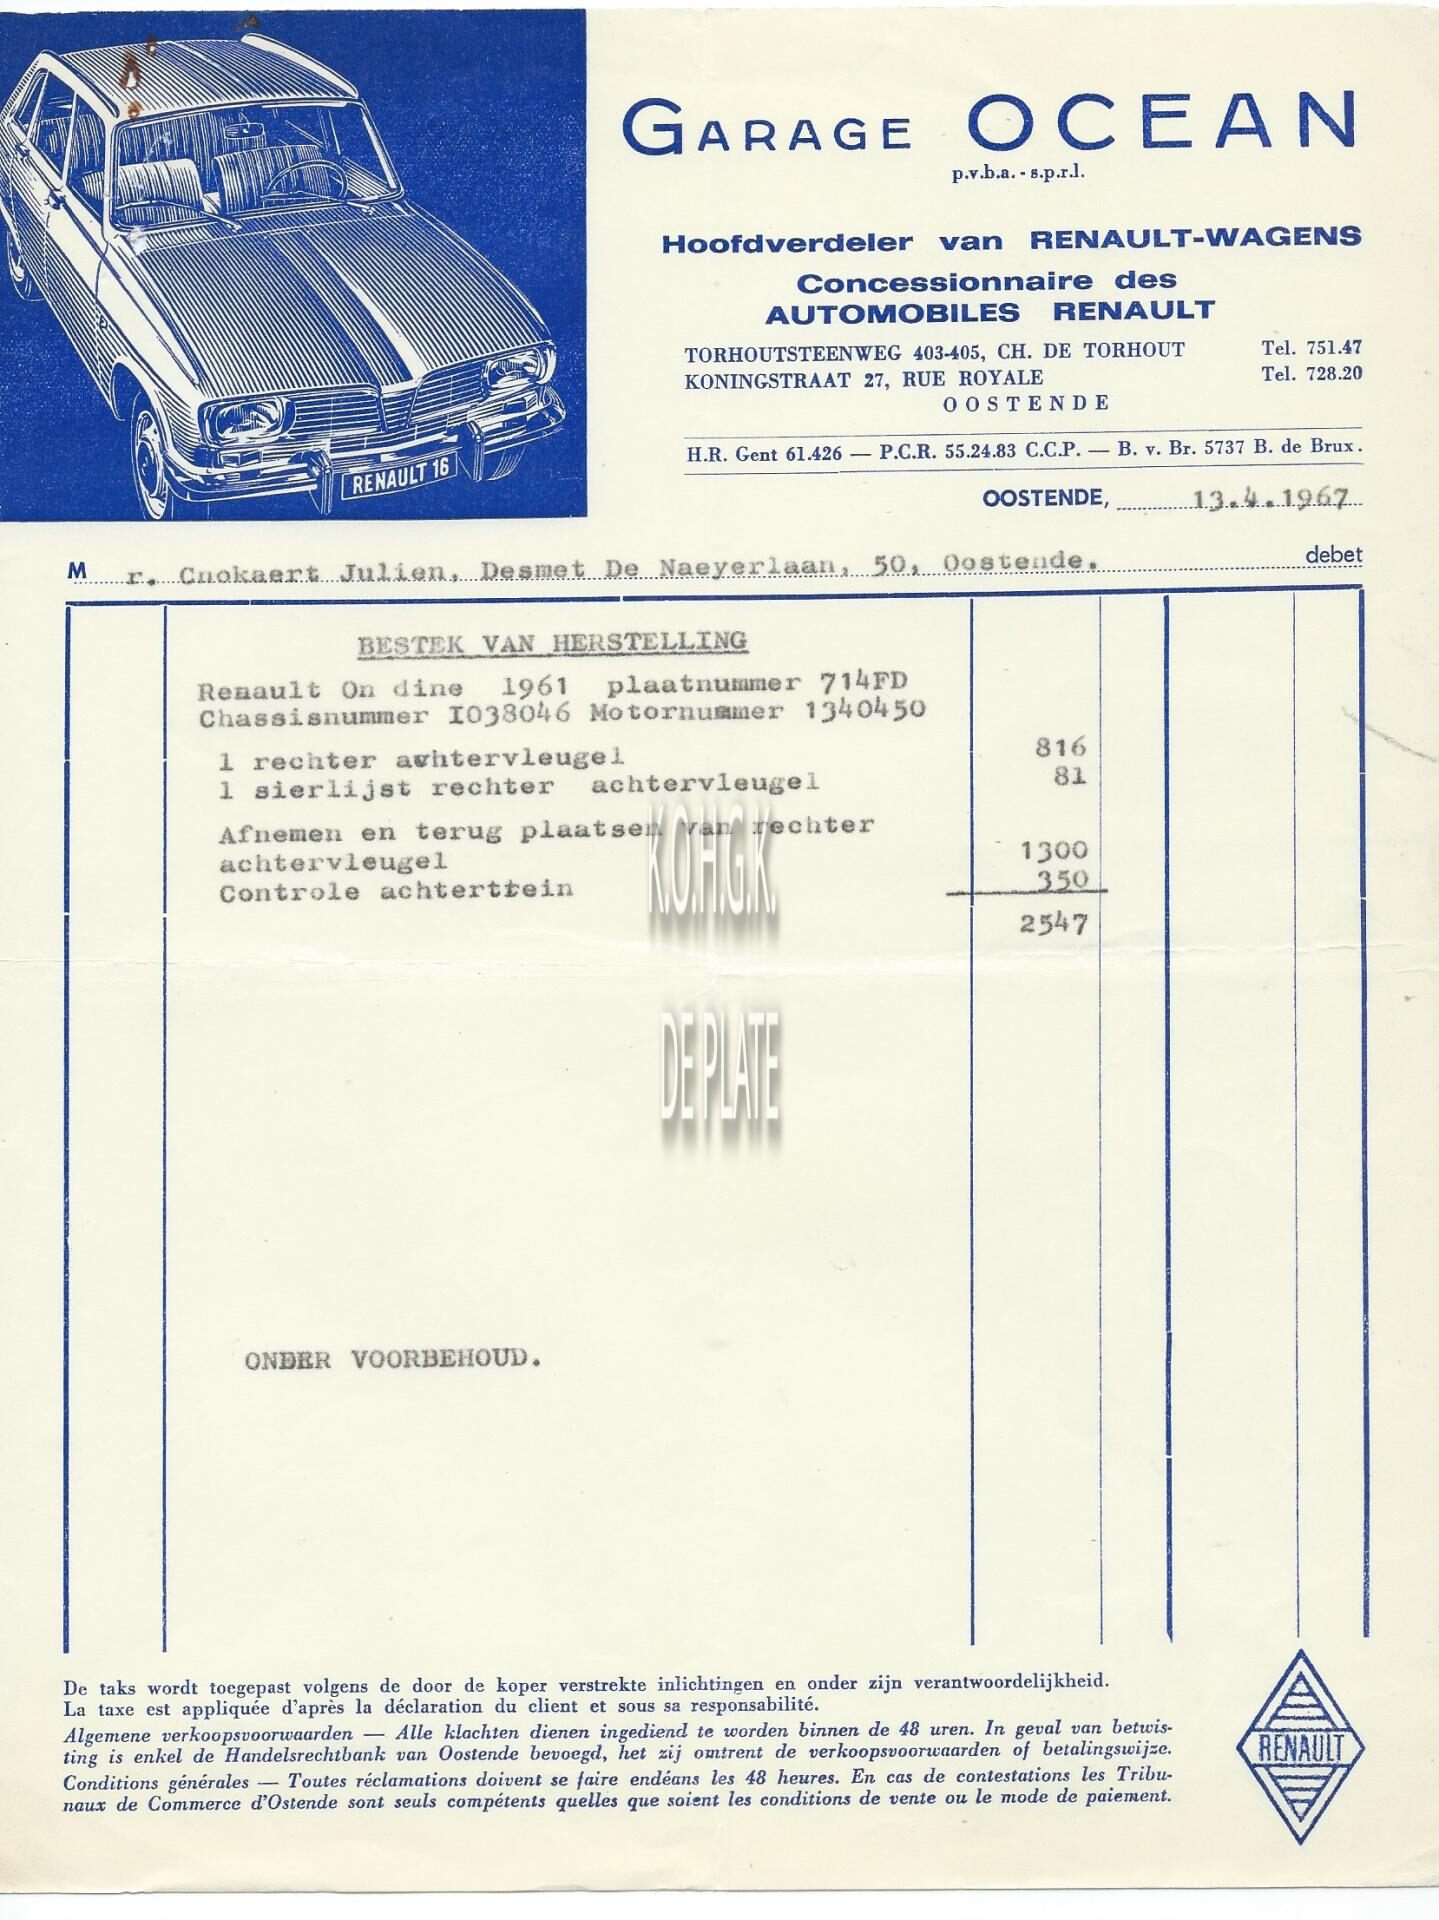 GARAGE OCEAN
p.v.b.a. - s.p.r.l.
Hoofdverdeler van RENAULT-WAGENS
Concessionnaire des
AUTOMOBILES RENAULT
TORHOUTSTEENWEG 403-405, CH. DE TORHOUT Tel. 751.47
KONINGSTRAAT 27, RUE ROYALE Tel. 728.20
OOSTENDE
H.R. Gent 61.426 — P.C.R. 55.24.83 C.C.P. — B. v. Br. 5737 B. de Brux.
RENAULT 16
OOSTENDE, 13.4.1967
M r. Cnokaert Julien, Desmet De Naeyerlaan, 50, Oostende. debet
BESTEK VAN HERSTELLING
Renault On dine 1961 plaatnummer 714FD
Chassisnummer I038046 Motornummer 1340450
1 rechter achtervleugel 816
1 sierlijst rechter achtervleugel 81
Afnemen en terug plaatsen van rechter
achtervleugel 1300
Controle achtertrein 350
2547
K.O.H.G.K.
DE PLATE
ONDER VOORBEHOUD.
De taks wordt toegepast volgens de door de koper verstrekte inlichtingen en onder zijn verantwoordelijkheid.
La taxe est appliquée d'après la déclaration du client et sous sa responsabilité.
Algemene verkoopsvoorwaarden — Alle klachten dienen ingediend te worden binnen de 48 uren. In geval van betwis-
ting is enkel de Handelsrechtbank van Oostende bevoegd, het zij omtrent de verkoopsvoorwaarden of betalingswijze.
Conditions générales — Toutes réclamations doivent se faire endéans les 48 heures. En cas de contestations les Tribu-
naux de Commerce d'Ostende sont seuls compétents quelles que soient les conditions de vente ou le mode de paiement.
RENAULT